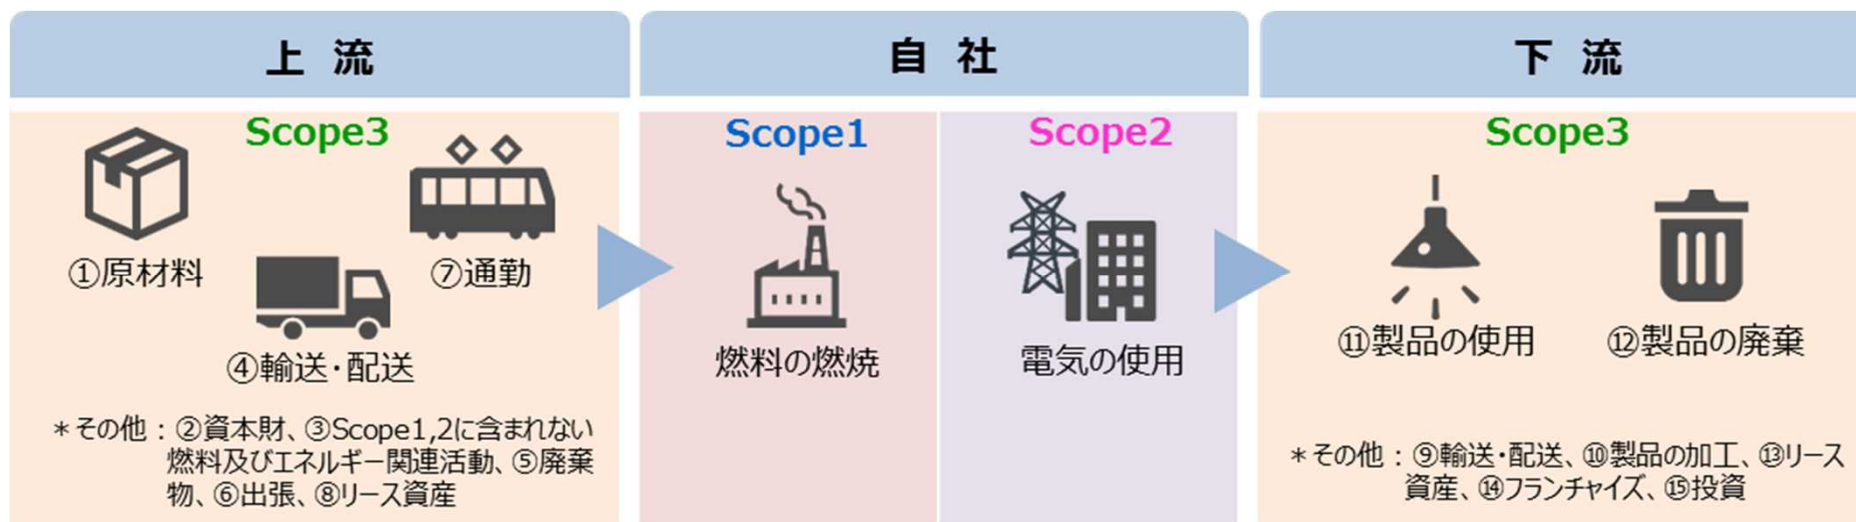 上 流
Scope3
①原材料
⑦通勤
④輸送・配送
＊その他：②資本財、③Scope1,2に含まれない
燃料及びエネルギー関連活動、⑤廃棄
物、⑥出張、⑧リース資産
自 社
Scope1
燃料の燃焼
Scope2
電気の使用
下 流
Scope3
⑪製品の使用
⑫製品の廃棄
＊その他：⑨輸送・配送、⑩製品の加工、⑬リース
資産、⑭フランチャイズ、⑮投資